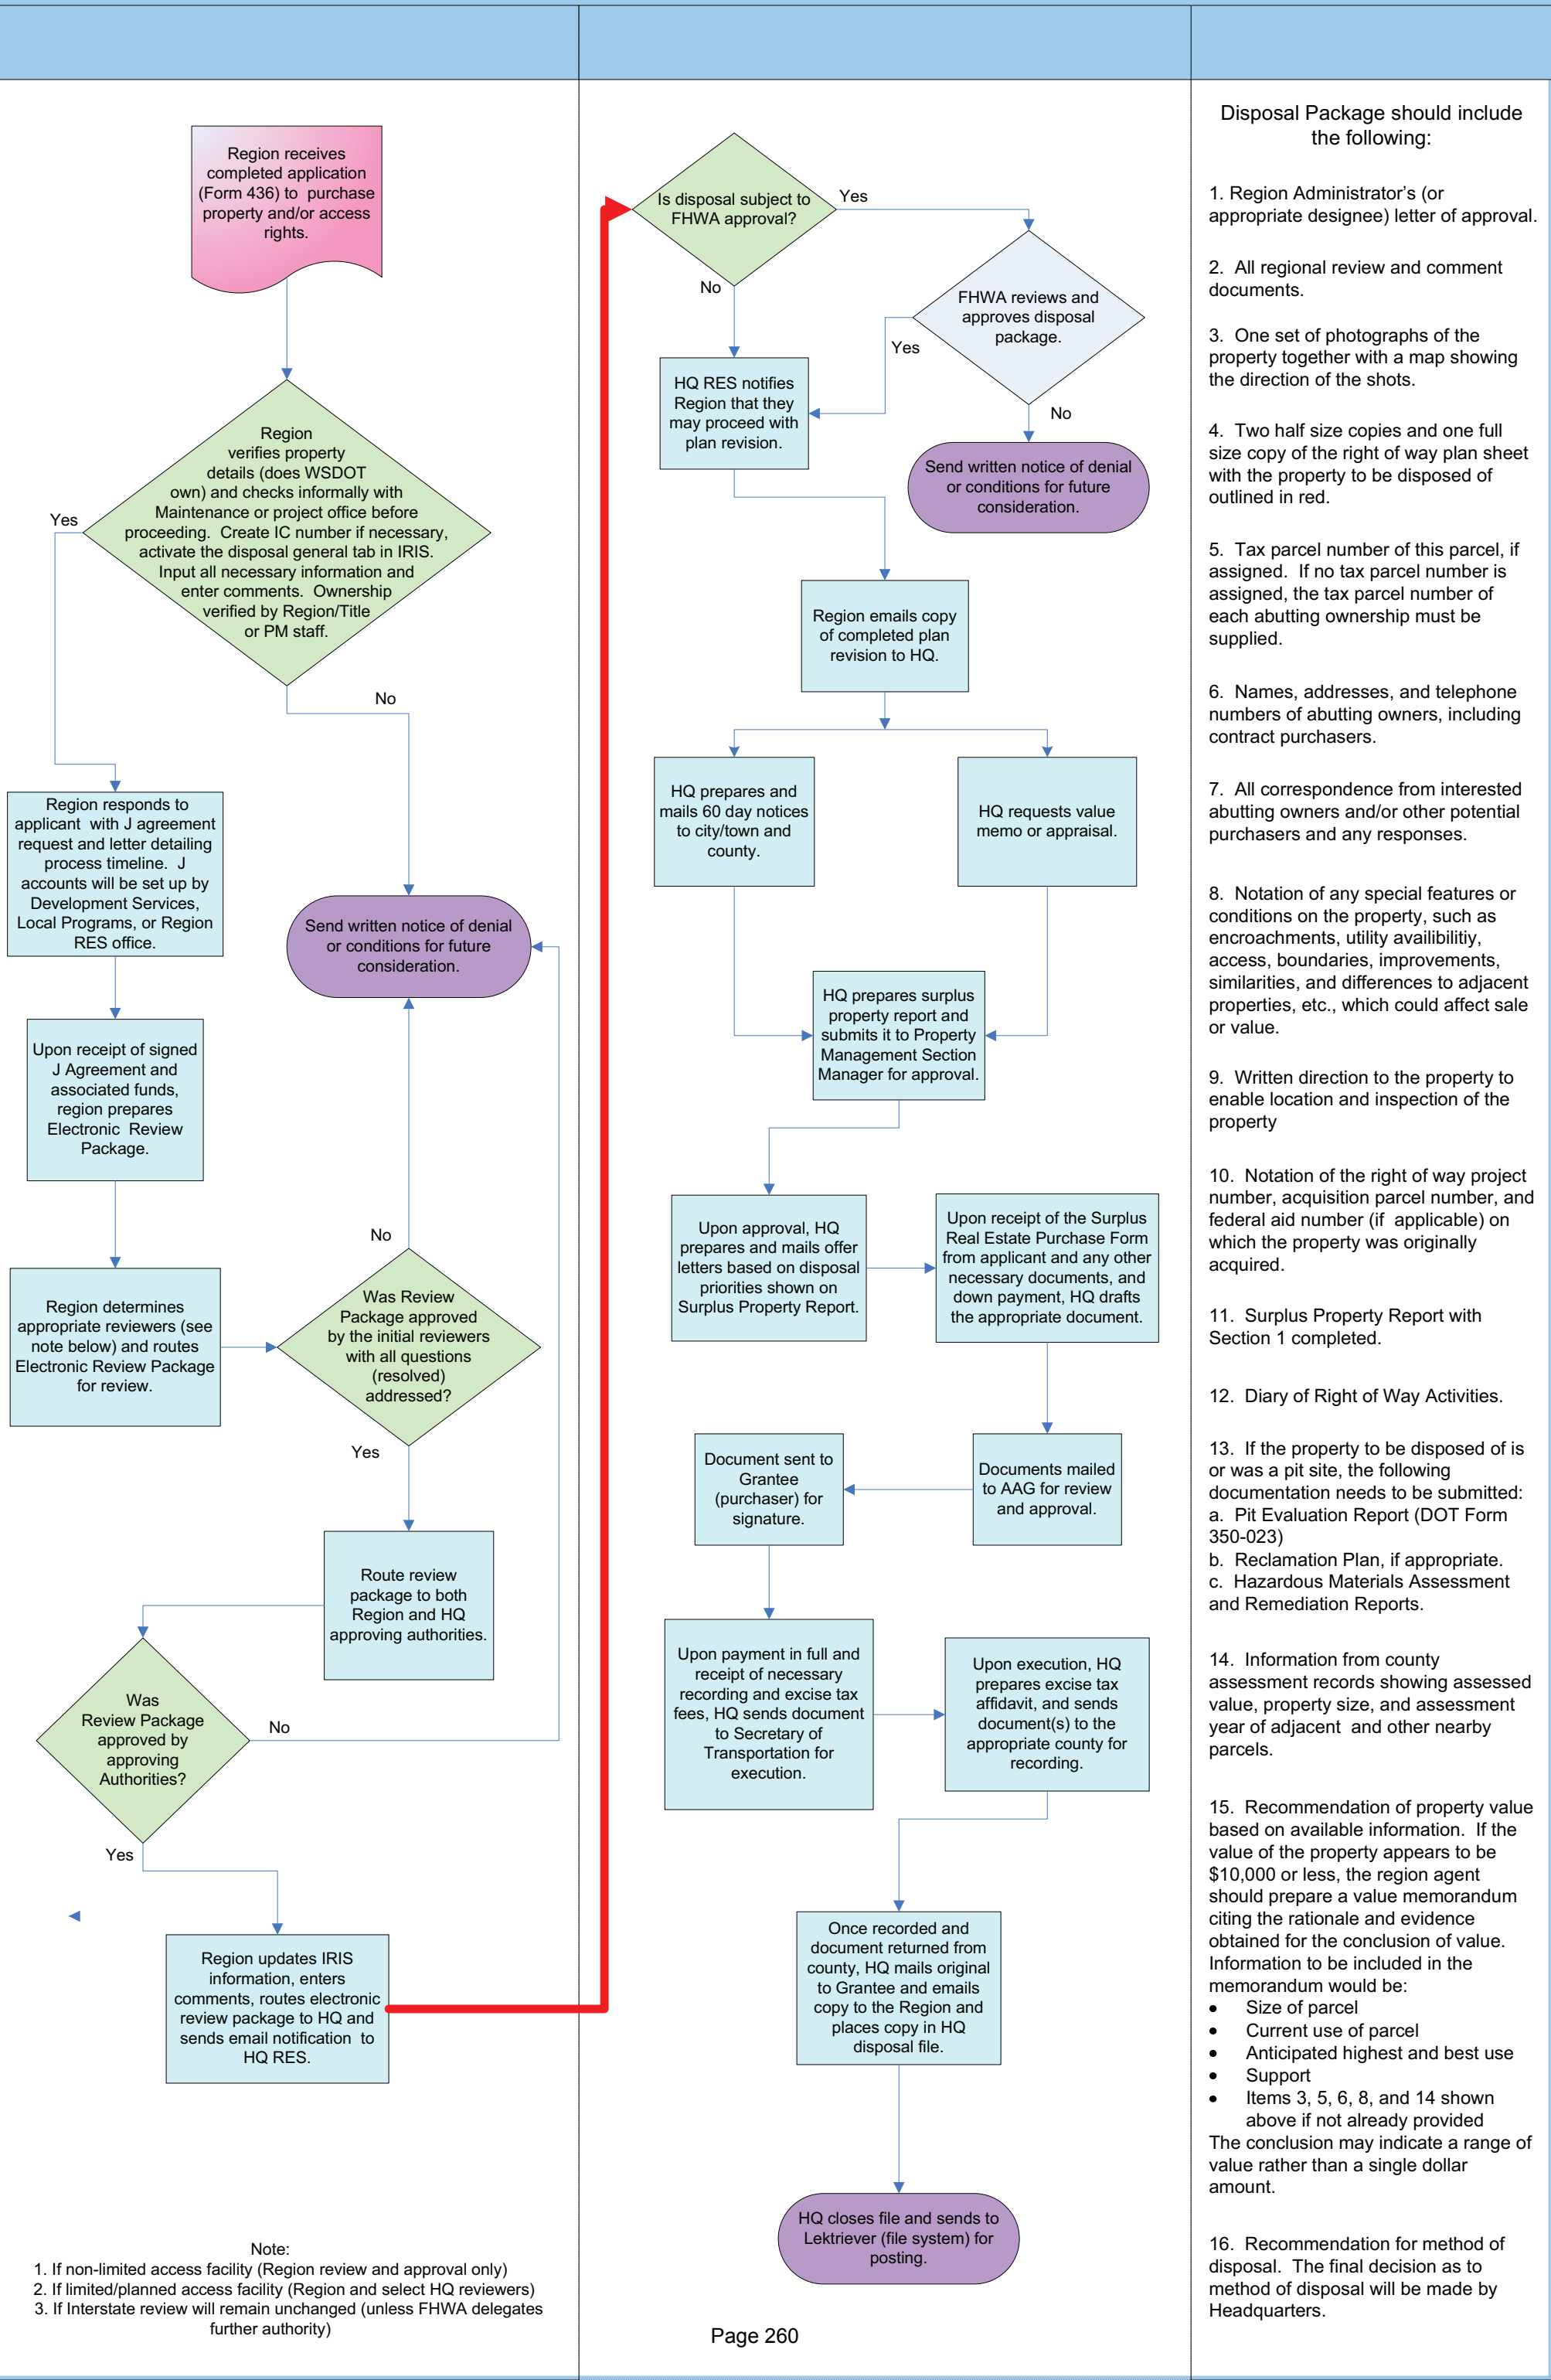 Region receives
completed application
(Form 436) to purchase
property and/or access
rights.
Region
verifies property
details (does WSDOT
own) and checks informally with
Maintenance or project office before
proceeding. Create IC number if necessary,
activate the disposal general tab in IRIS.
Input all necessary information and
enter comments. Ownership
verified by Region/Title
or PM staff.
Yes
No
Region responds to
applicant with J agreement
request and letter detailing
process timeline. J
accounts will be set up by
Development Services,
Local Programs, or Region
RES office.
Send written notice of denial
or conditions for future
consideration.
Upon receipt of signed
J Agreement and
associated funds,
region prepares
Electronic Review
Package.
No
Region determines
appropriate reviewers (see
note below) and routes
Electronic Review Package
for review.
Was Review
Package approved
by the initial reviewers
with all questions
(resolved)
addressed?
Yes
Route review
package to both
Region and HQ
approving authorities.
Was
Review Package
approved by
approving
Authorities?
No
Yes
Region updates IRIS
information, enters
comments, routes electronic
review package to HQ and
sends email notification to
HQ RES.
Note:
1. If non-limited access facility (Region review and approval only)
2. If limited/planned access facility (Region and select HQ reviewers)
3. If Interstate review will remain unchanged (unless FHWA delegates
further authority)
Is disposal subject to
FHWA approval?
Yes
No
FHWA reviews and
approves disposal
package.
Yes
No
HQ RES notifies
Region that they
may proceed with
plan revision.
Send written notice of denial
or conditions for future
consideration.
Region emails copy
of completed plan
revision to HQ.
HQ prepares and
mails 60 day notices
to city/town and
county.
HQ requests value
memo or appraisal.
HQ prepares surplus
property report and
submits it to Property
Management Section
Manager for approval.
Upon approval, HQ
prepares and mails offer
letters based on disposal
priorities shown on
Surplus Property Report.
Upon receipt of the Surplus
Real Estate Purchase Form
from applicant and any other
necessary documents, and
down payment, HQ drafts
the appropriate document.
Documents mailed
to AAG for review
and approval.
Document sent to
Grantee
(purchaser) for
signature.
Upon payment in full and
receipt of necessary
recording and excise tax
fees, HQ sends document
to Secretary of
Transportation for
execution.
Upon execution, HQ
prepares excise tax
affidavit, and sends
document(s) to the
appropriate county for
recording.
Once recorded and
document returned from
county, HQ mails original
to Grantee and emails
copy to the Region and
places copy in HQ
disposal file.
HQ closes file and sends to
Lektriever (file system) for
posting.
Page 260
Disposal Package should include
the following:
1. Region Administrator's (or
appropriate designee) letter of approval.
2. All regional review and comment
documents.
3. One set of photographs of the
property together with a map showing
the direction of the shots.
4. Two half size copies and one full
size copy of the right of way plan sheet
with the property to be disposed of
outlined in red.
5. Tax parcel number of this parcel, if
assigned. If no tax parcel number is
assigned, the tax parcel number of
each abutting ownership must be
supplied.
6. Names, addresses, and telephone
numbers of abutting owners, including
contract purchasers.
7. All correspondence from interested
abutting owners and/or other potential
purchasers and any responses.
8. Notation of any special features or
conditions on the property, such as
encroachments, utility availibilitiy,
access, boundaries, improvements,
similarities, and differences to adjacent
properties, etc., which could affect sale
or value.
9. Written direction to the property to
enable location and inspection of the
property
10. Notation of the right of way project
number, acquisition parcel number, and
federal aid number (if applicable) on
which the property was originally
acquired.
11. Surplus Property Report with
Section 1 completed.
12. Diary of Right of Way Activities.
13. If the property to be disposed of is
or was a pit site, the following
documentation needs to be submitted:
a. Pit Evaluation Report (DOT Form
350-023)
b. Reclamation Plan, if appropriate.
c. Hazardous Materials Assessment
and Remediation Reports.
14. Information from county
assessment records showing assessed
value, property size, and assessment
year of adjacent and other nearby
parcels.
15. Recommendation of property value
based on available information. If the
value of the property appears to be
$10,000 or less, the region agent
should prepare a value memorandum
citing the rationale and evidence
obtained for the conclusion of value.
Information to be included in the
memorandum would be:
• Size of parcel
• Current use of parcel
• Anticipated highest and best use
• Support
• Items 3, 5, 6, 8, and 14 shown
above if not already provided
The conclusion may indicate a range of
value rather than a single dollar
amount.
16. Recommendation for method of
disposal. The final decision as to
method of disposal will be made by
Headquarters.